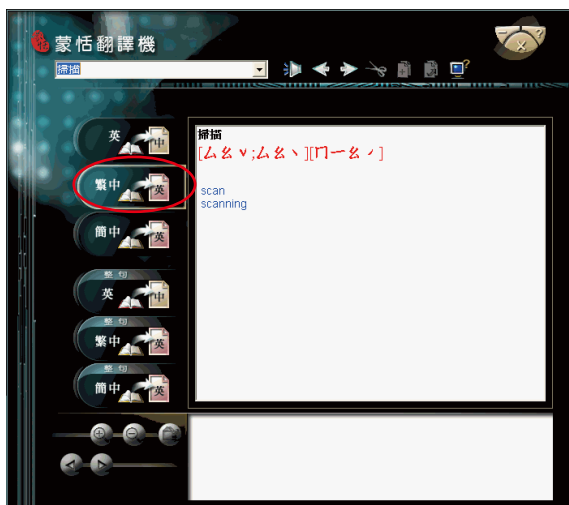 蒙恬翻譯機
掃描
英 中
繁中 英
簡中 英
整句
英 中
整句
繁中 英
整句
簡中 英
掃描
[ㄙㄠˇ;ㄙㄠˋ][ㄇㄧㄠˊ]
scan
scanning